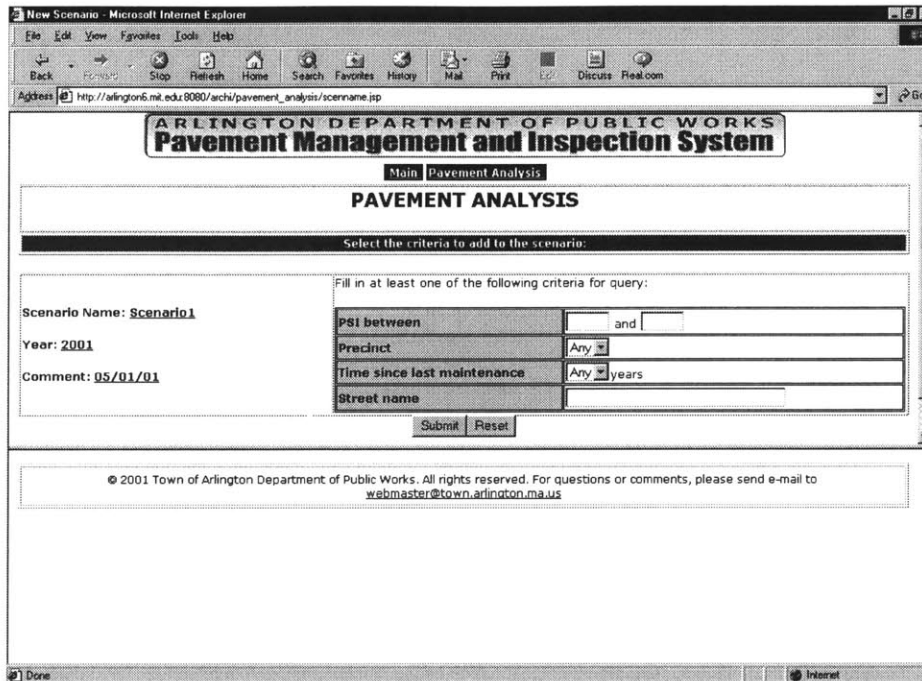 New Scenario - Microsoft Internet Explorer
File Edit View Favorites Tools Help
Back Forward Stop Refresh Home Search Favorites History Mail Print Edit Discuss Real.com
Address http://arlington6.mit.edu:8080/archi/pavement_analysis/scenname.jsp Go
ARLINGTON DEPARTMENT OF PUBLIC WORKS
Pavement Management and Inspection System
Main Pavement Analysis
PAVEMENT ANALYSIS
Select the criteria to add to the scenario:
Fill in at least one of the following criteria for query:
Scenario Name: Scenario1
Year: 2001
Comment: 05/01/01
PSI between and
Precinct Any
Time since last maintenance Any years
Street name
Submit Reset
© 2001 Town of Arlington Department of Public Works. All rights reserved. For questions or comments, please send e-mail to
webmaster@town.arlington.ma.us
Done Internet